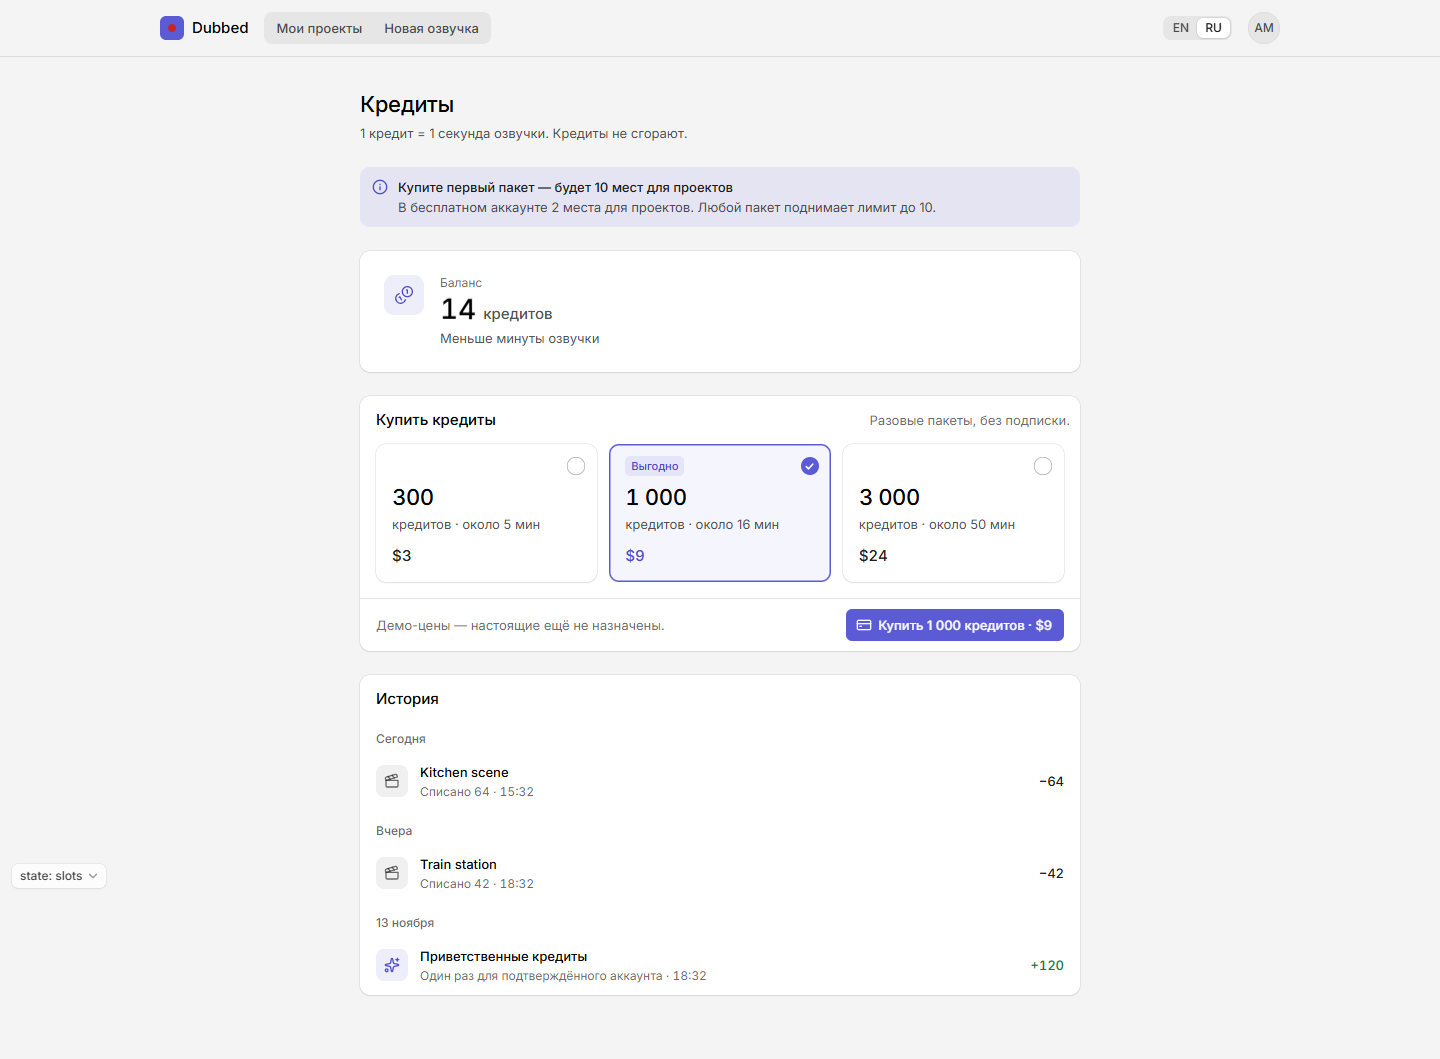 Dubbed
Мои проекты
Новая озвучка
EN
RU
AM
Кредиты
1 кредит = 1 секунда озвучки. Кредиты не сгорают.
Купите первый пакет — будет 10 мест для проектов
В бесплатном аккаунте 2 места для проектов. Любой пакет поднимает лимит до 10.
Баланс
14 кредитов
Меньше минуты озвучки
Купить кредиты
Разовые пакеты, без подписки.
300
кредитов · около 5 мин
$3
Выгодно
1 000
кредитов · около 16 мин
$9
3 000
кредитов · около 50 мин
$24
Демо-цены — настоящие ещё не назначены.
Купить 1 000 кредитов · $9
История
Сегодня
Kitchen scene
Списано 64 · 15:32
−64
Вчера
Train station
Списано 42 · 18:32
−42
state: slots
13 ноября
Приветственные кредиты
Один раз для подтверждённого аккаунта · 18:32
+120